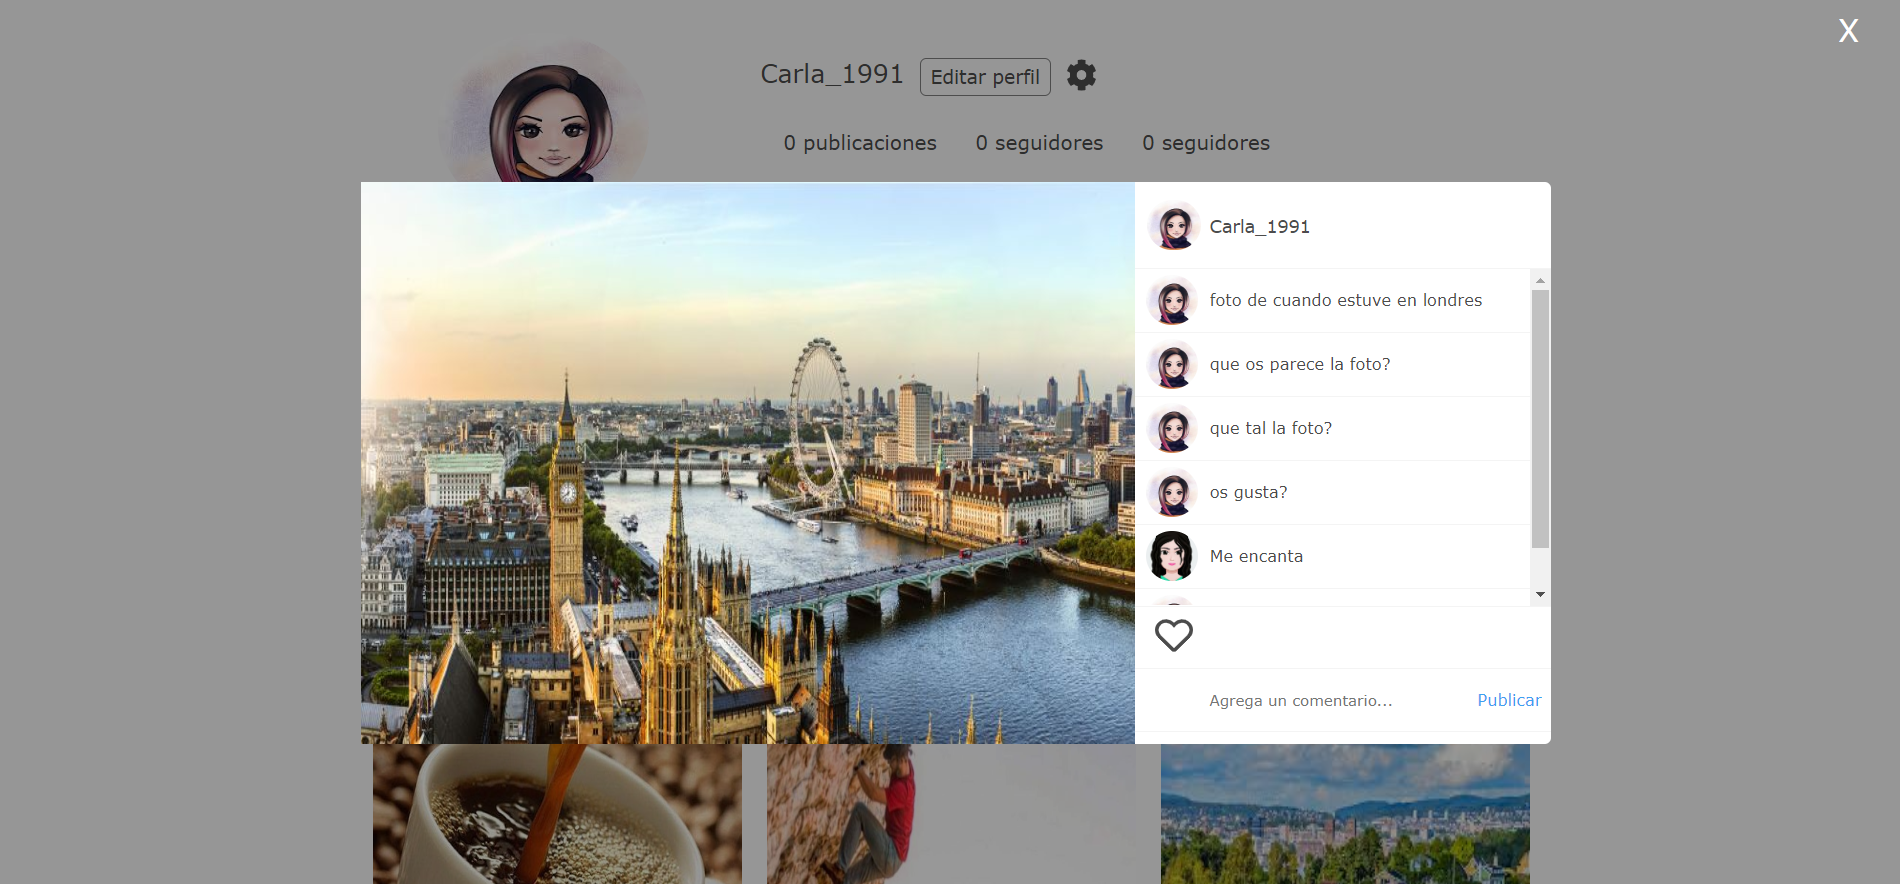 X
Carla_1991 Editar perfil
0 publicaciones 0 seguidores 0 seguidores
Carla_1991
foto de cuando estuve en londres
que os parece la foto?
que tal la foto?
os gusta?
Me encanta
Agrega un comentario... Publicar